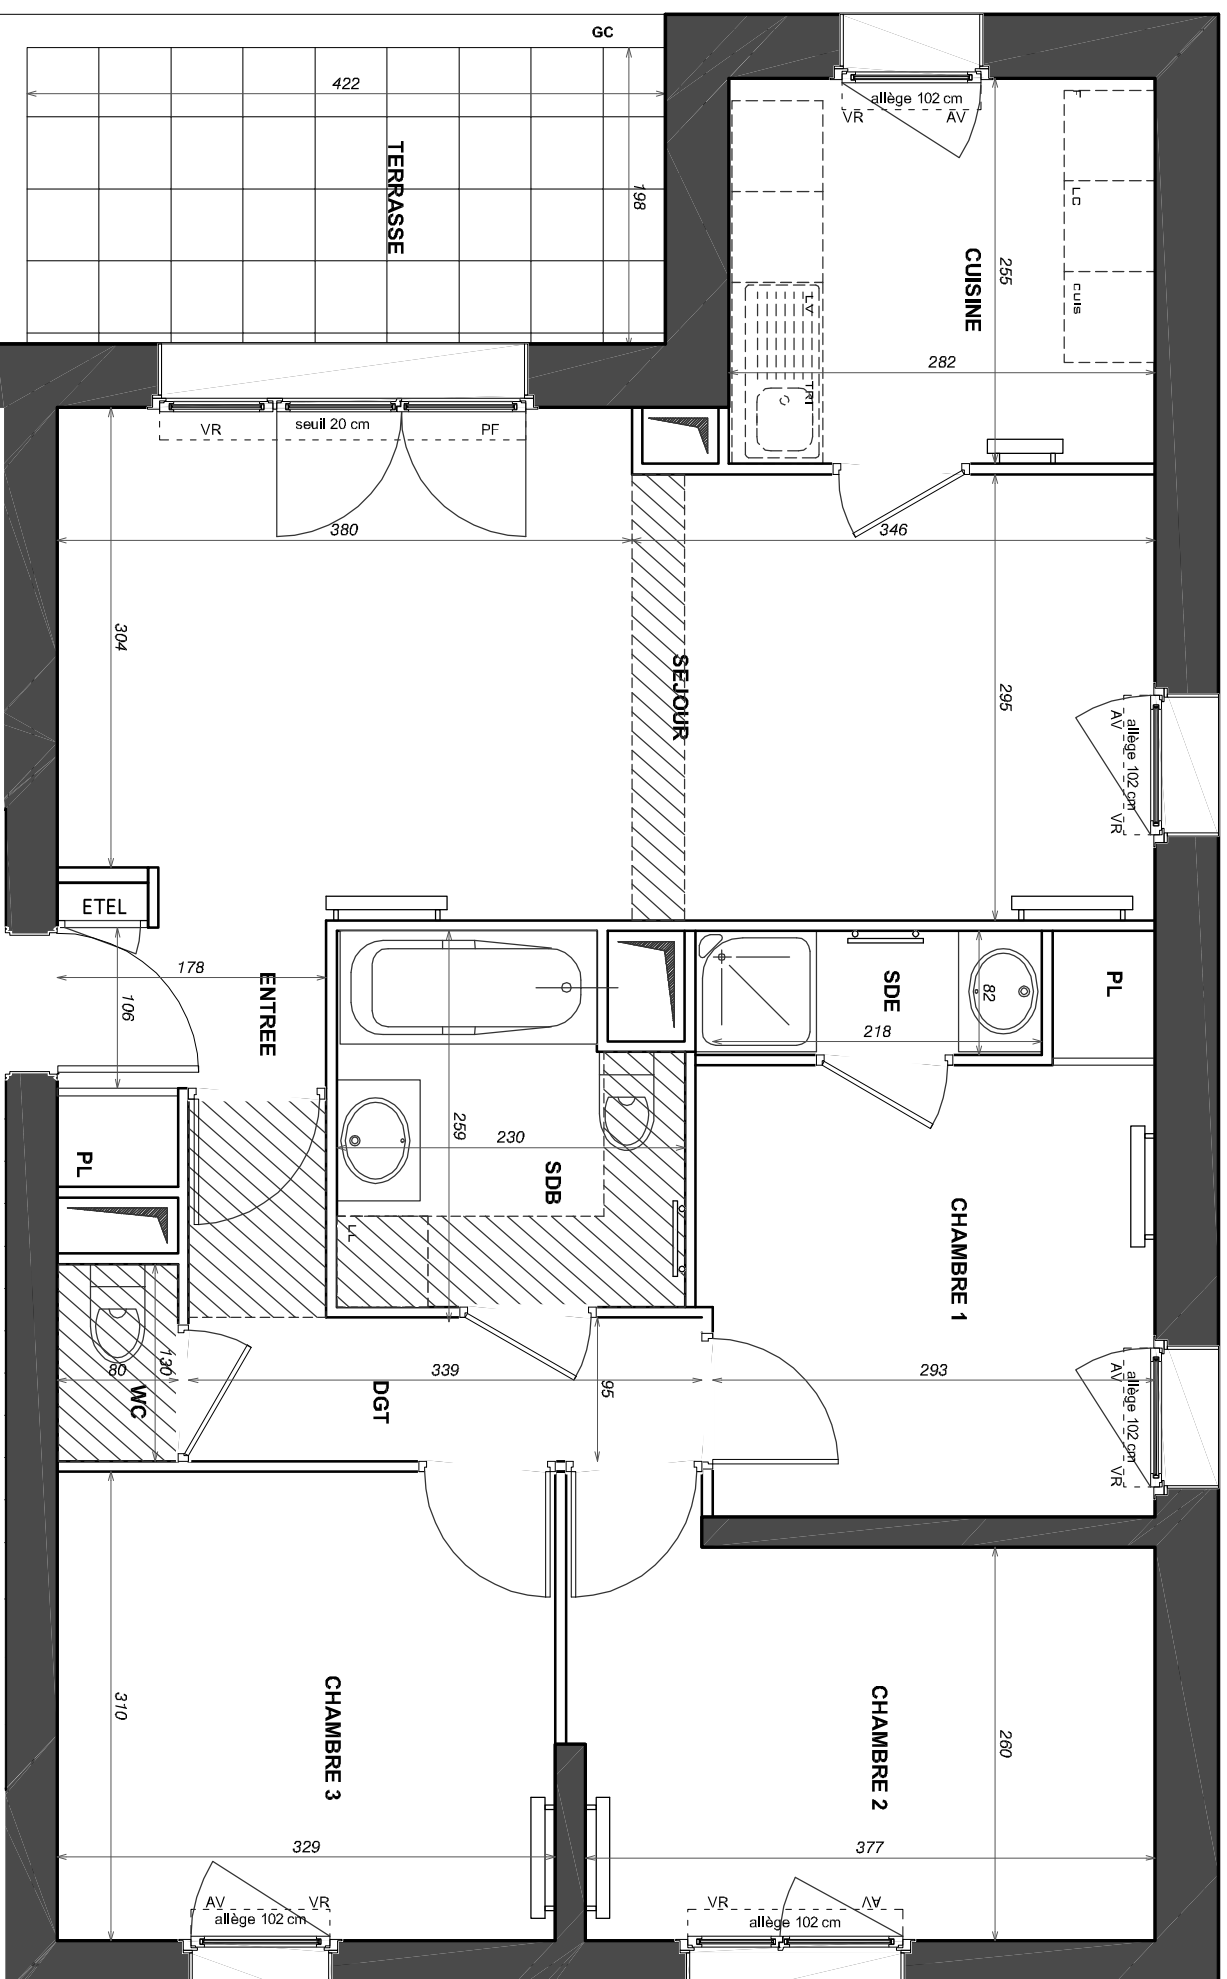 GC
422
198
TERRASSE
allège 102 cm
VR
AV
F
LC
CUIS
CUISINE
255
LV
TRI
282
VR
seuil 20 cm
PF
380
346
304
SEJOUR
295
AV
allège 102 cm
VR
ETEL
178
106
ENTREE
SDE
82
218
PL
259
230
SDB
LL
PL
CHAMBRE 1
80
130
WC
339
DGT
95
293
AV
allège 102 cm
VR
310
CHAMBRE 3
329
AV
VR
allège 102 cm
CHAMBRE 2
260
377
VR
AV
allège 102 cm